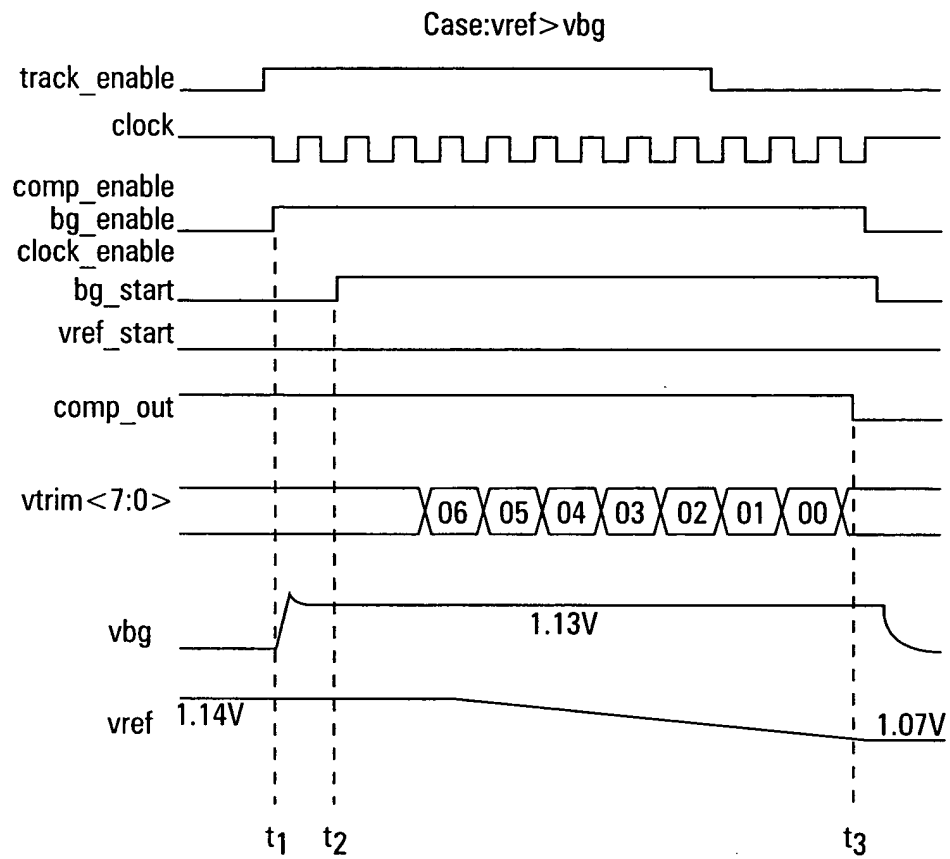 Case:vref>vbg
track_enable
clock
comp_enable
bg_enable
clock_enable
bg_start
vref_start
comp_out
vtrim<7:0>
06 05 04 03 02 01 00
vbg
1.13V
vref
1.14V
1.07V
t1 t2 t3